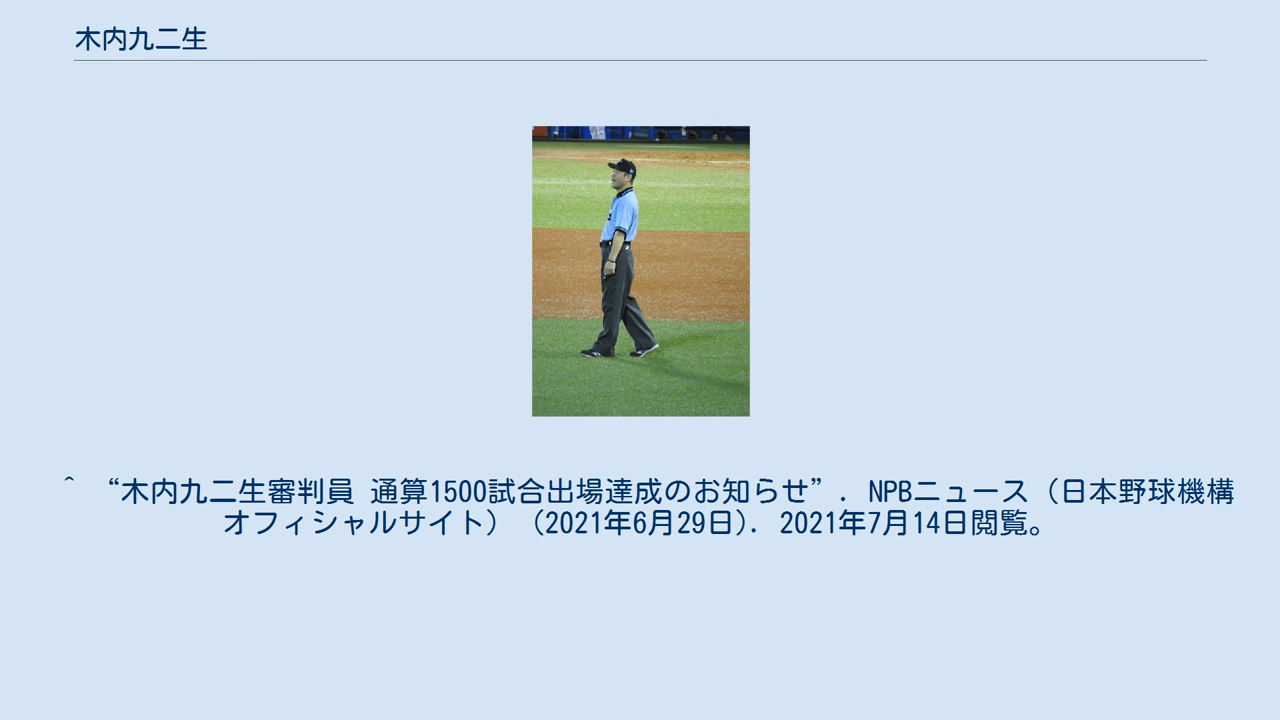 木内九二生
^ “木内九二生審判員 通算1500試合出場達成のお知らせ”. NPBニュース（日本野球機構
オフィシャルサイト） (2021年6月29日). 2021年7月14日閲覧。